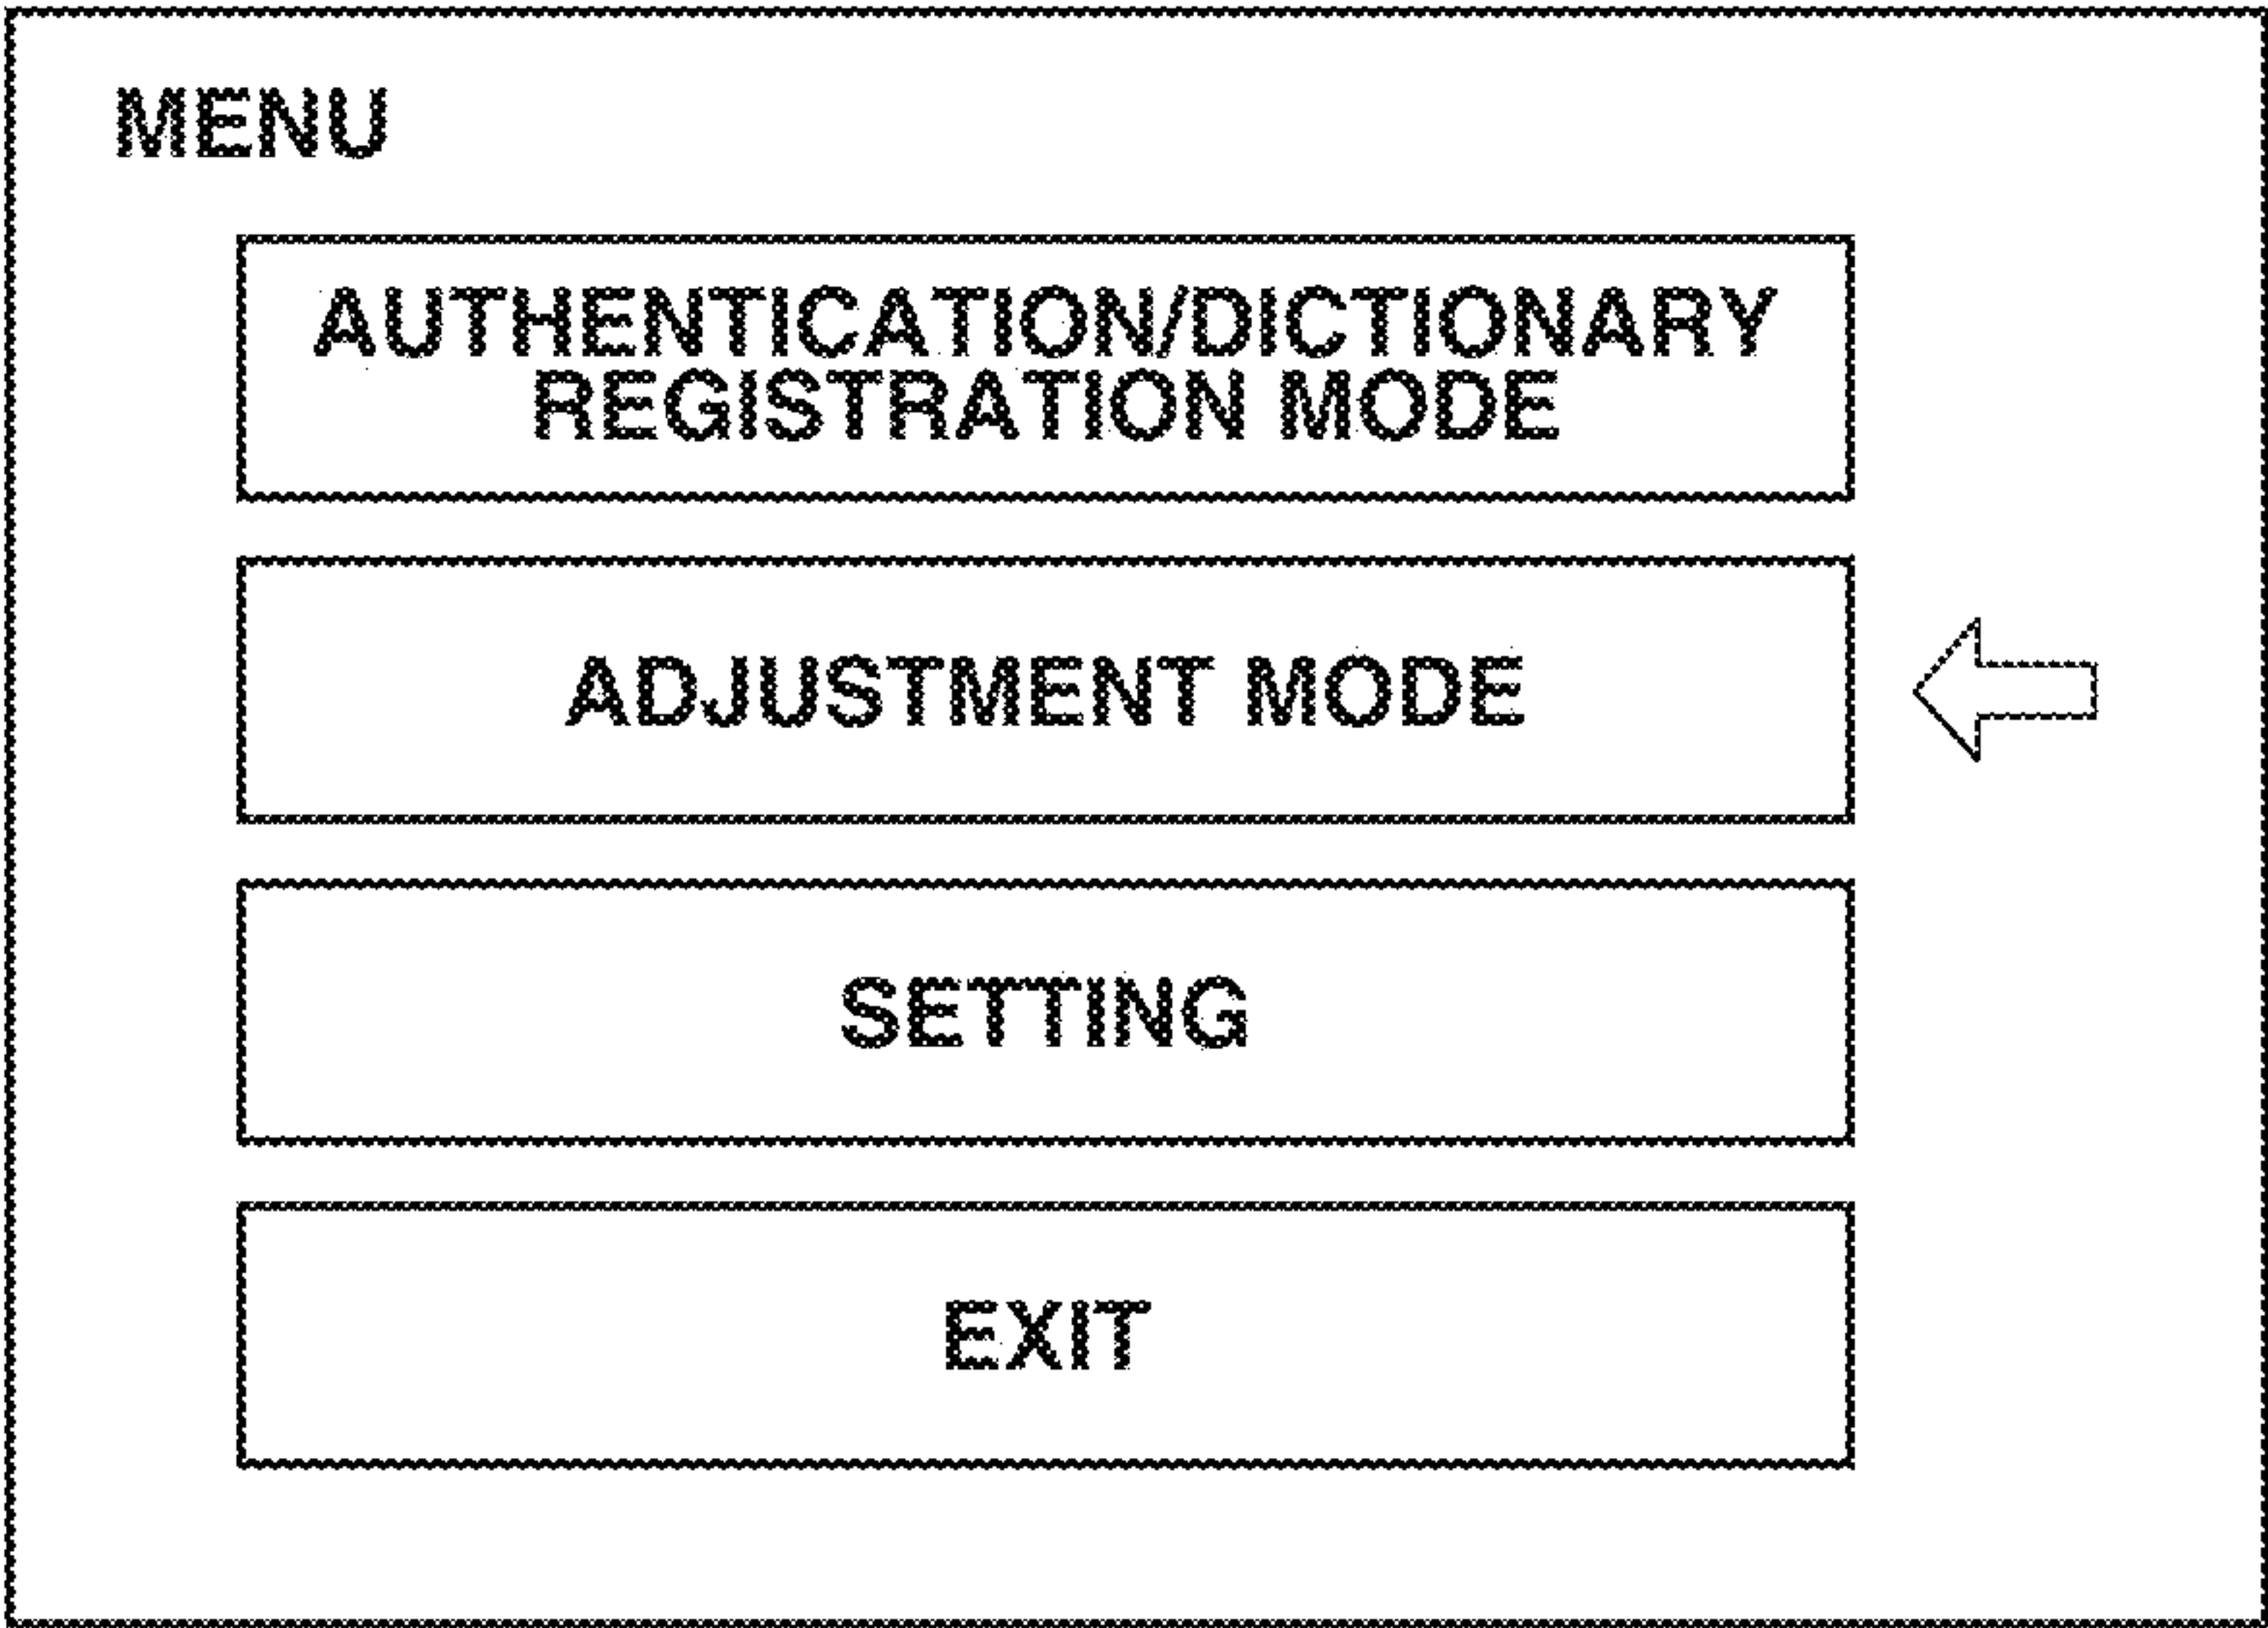 MENU
AUTHENTICATION/DICTIONARY
REGISTRATION MODE
ADJUSTMENT MODE
SETTING
EXIT